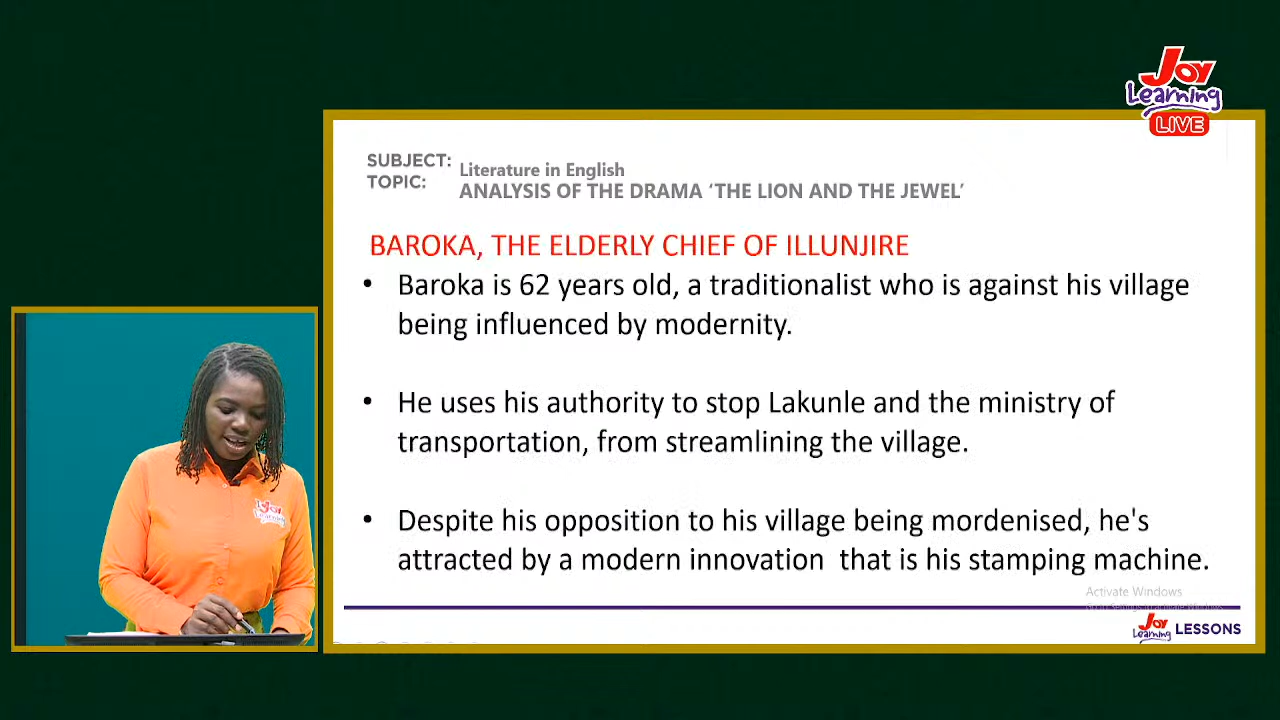 Joy
Learning
LIVE
SUBJECT: Literature in English
TOPIC: ANALYSIS OF THE DRAMA ‘THE LION AND THE JEWEL’
BAROKA, THE ELDERLY CHIEF OF ILLUNJIRE
• Baroka is 62 years old, a traditionalist who is against his village
being influenced by modernity.
• He uses his authority to stop Lakunle and the ministry of
transportation, from streamlining the village.
• Despite his opposition to his village being mordenised, he's
attracted by a modern innovation that is his stamping machine.
Activate Windows
Joy
Learning LESSONS
Joy
Learning